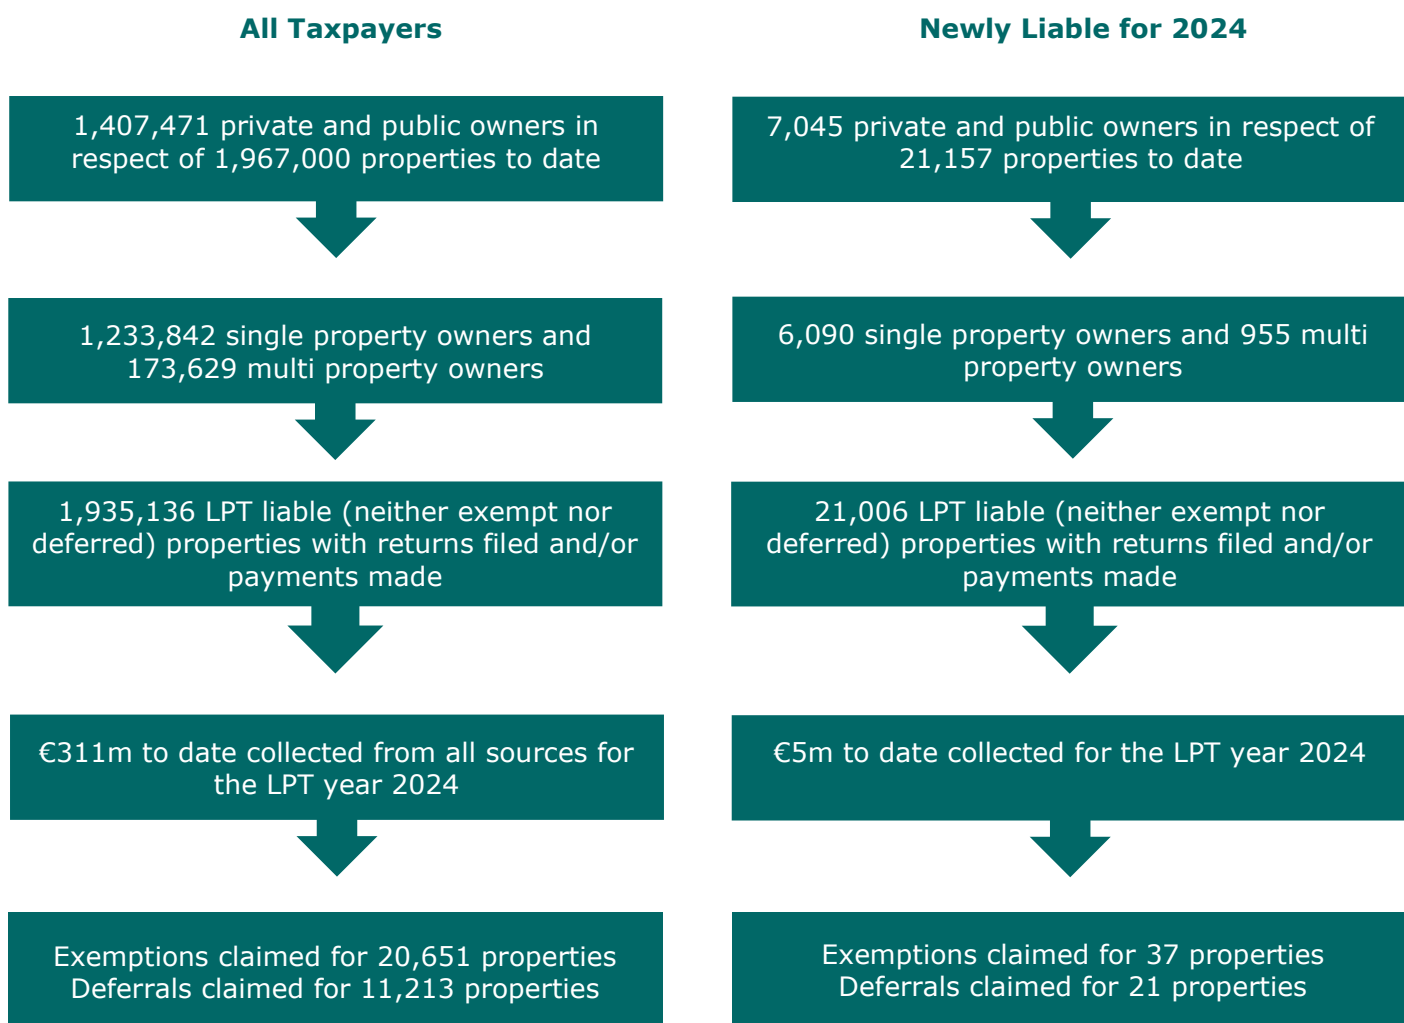 All Taxpayers
1,407,471 private and public owners in
respect of 1,967,000 properties to date
1,233,842 single property owners and
173,629 multi property owners
1,935,136 LPT liable (neither exempt nor
deferred) properties with returns filed and/or
payments made
€311m to date collected from all sources for
the LPT year 2024
Exemptions claimed for 20,651 properties
Deferrals claimed for 11,213 properties
Newly Liable for 2024
7,045 private and public owners in respect of
21,157 properties to date
6,090 single property owners and 955 multi
property owners
21,006 LPT liable (neither exempt nor
deferred) properties with returns filed and/or
payments made
€5m to date collected for the LPT year 2024
Exemptions claimed for 37 properties
Deferrals claimed for 21 properties